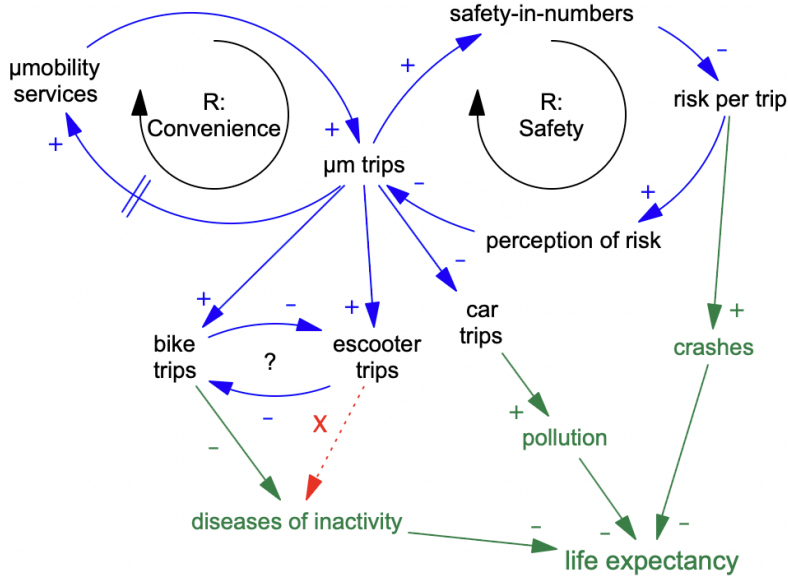 safety-in-numbers
+
–
µmobility
services
R:
Convenience
+
R:
Safety
risk per trip
+
+
µm trips
–
+
perception of risk
–
+
–
+
car
trips
+
bike
trips
?
escooter
trips
crashes
–
X
+
pollution
–
diseases of inactivity
–
–
–
life expectancy